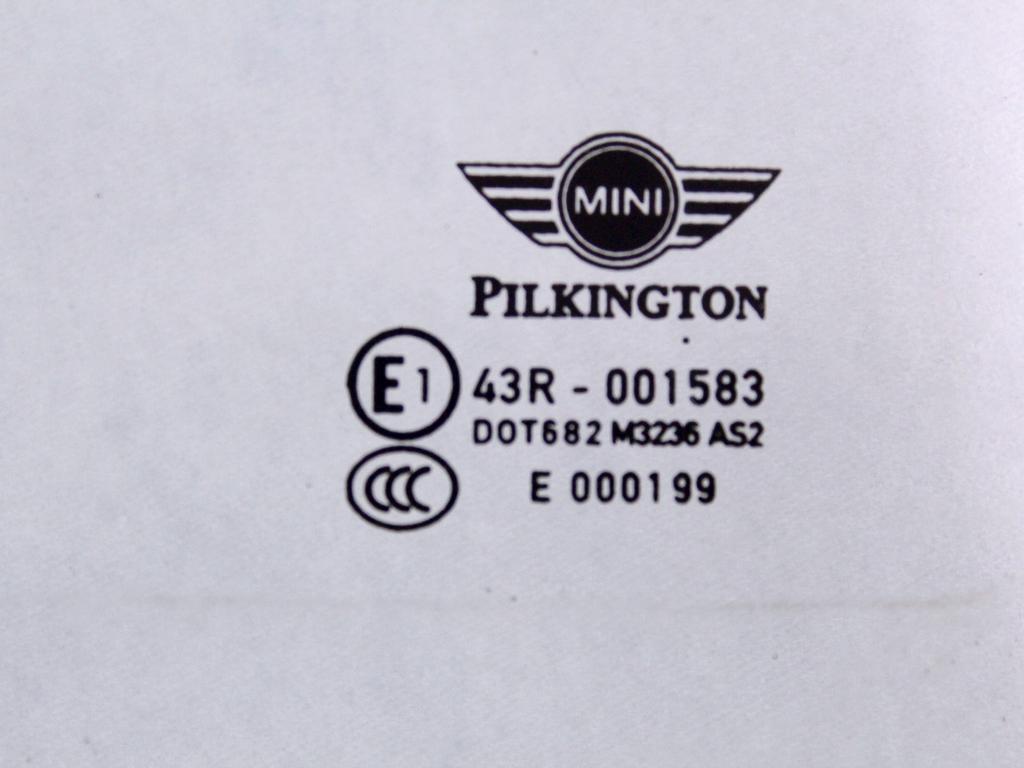 MINI
PILKINGTON
E1 43R - 001583
DOT682 M3236 AS2
CCC E 000199